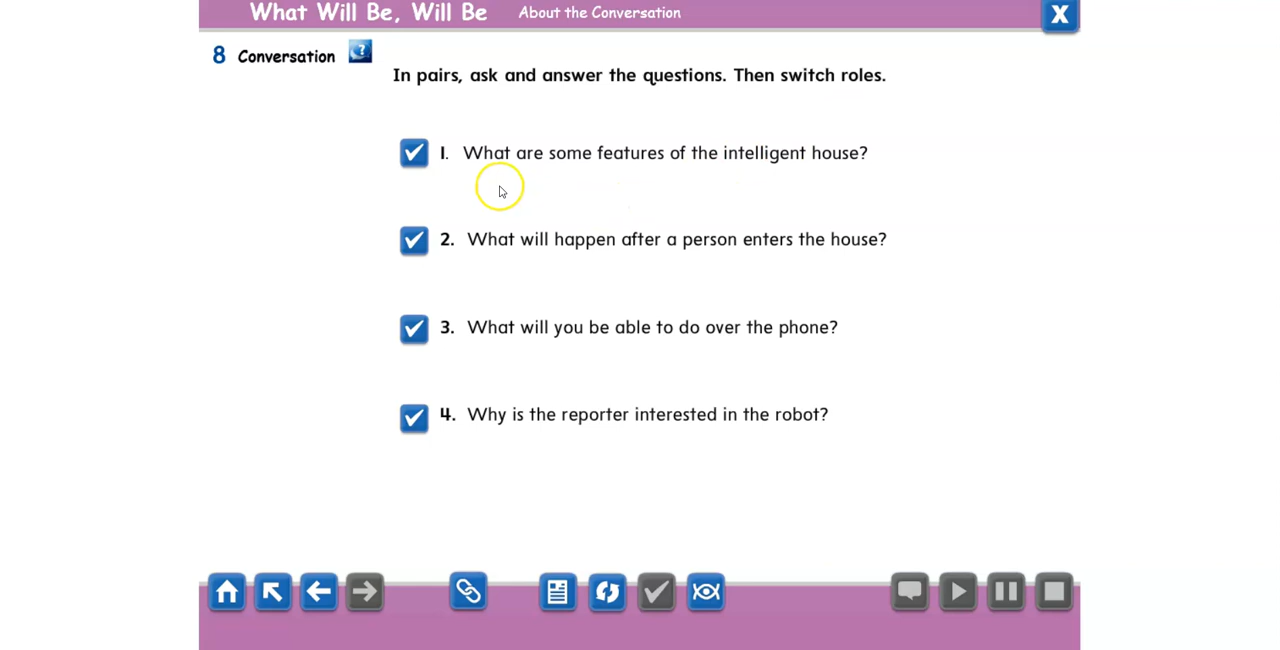 What Will Be, Will Be About the Conversation X
8 Conversation ?
In pairs, ask and answer the questions. Then switch roles.
1. What are some features of the intelligent house?
2. What will happen after a person enters the house?
3. What will you be able to do over the phone?
4. Why is the reporter interested in the robot?